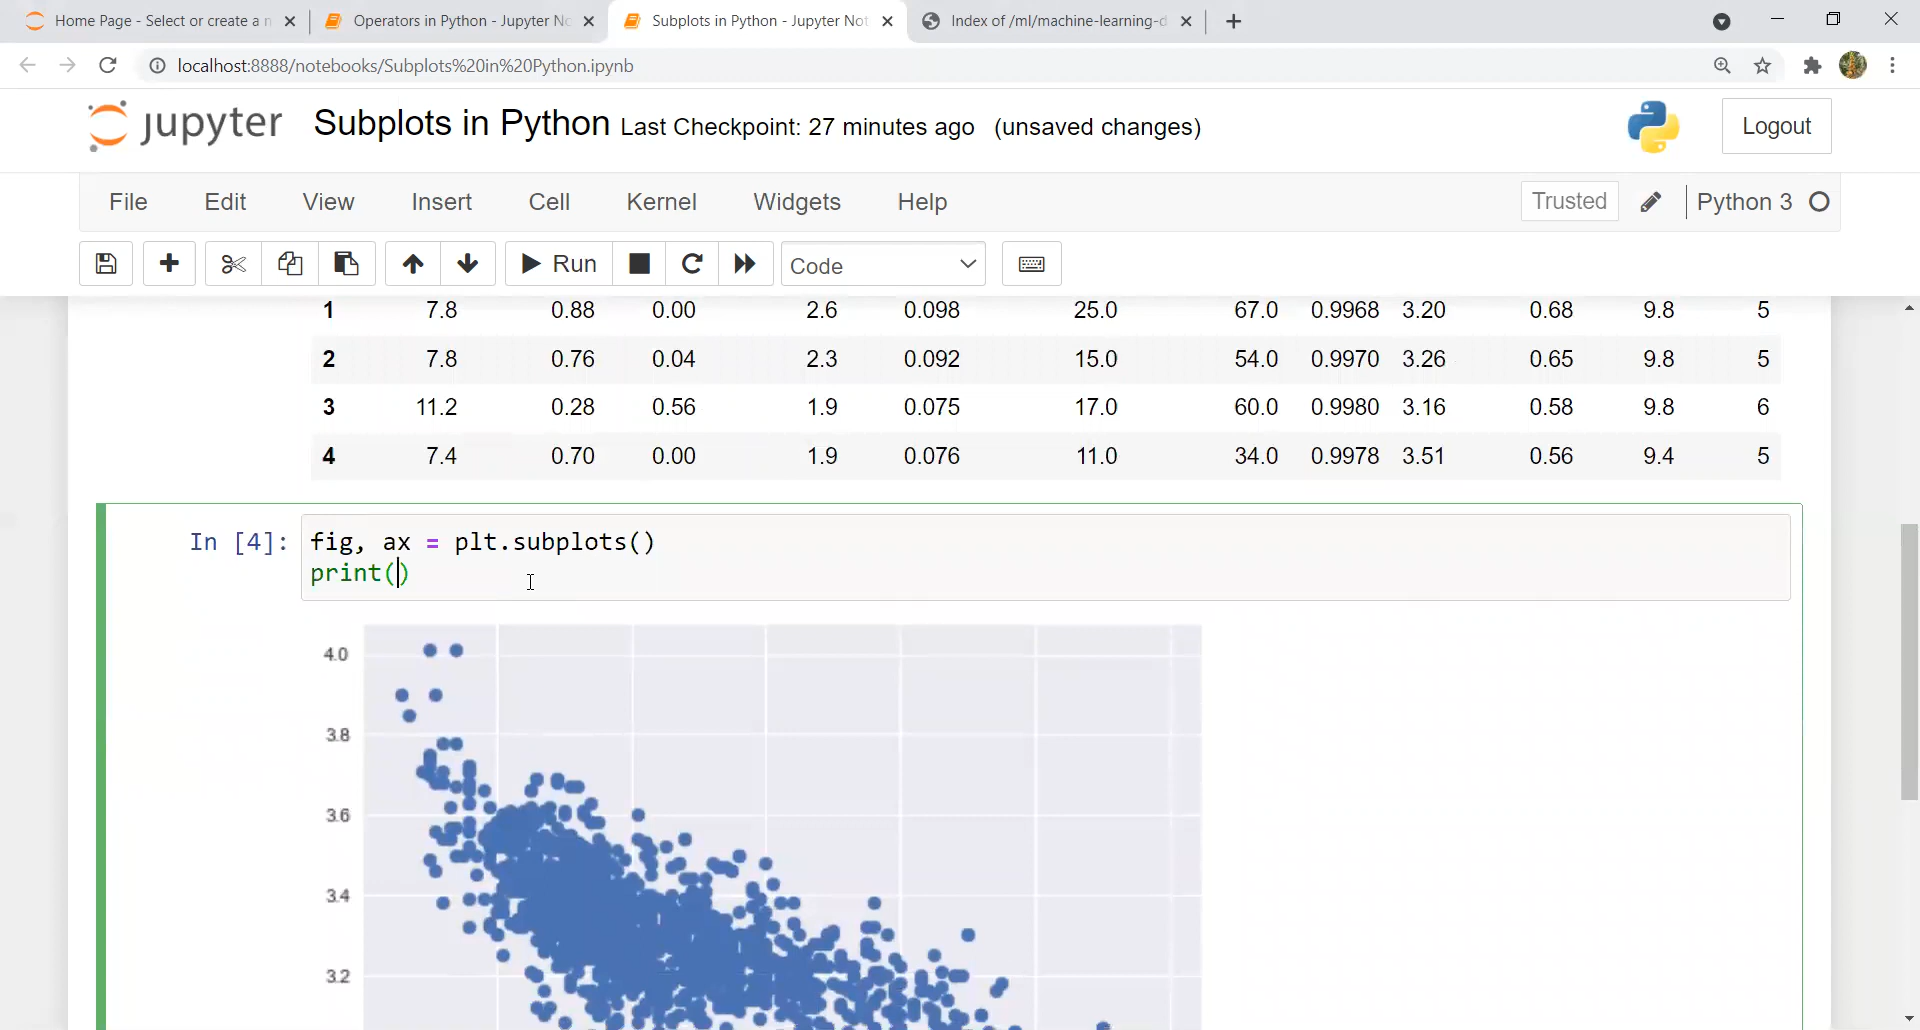 Home Page - Select or create a n
Operators in Python - Jupyter No
Subplots in Python - Jupyter Not
Index of /ml/machine-learning-d
localhost:8888/notebooks/Subplots%20in%20Python.ipynb
jupyter Subplots in Python Last Checkpoint: 27 minutes ago (unsaved changes) Logout
File Edit View Insert Cell Kernel Widgets Help Trusted Python 3
Run Code
1 7.8 0.88 0.00 2.6 0.098 25.0 67.0 0.9968 3.20 0.68 9.8 5
2 7.8 0.76 0.04 2.3 0.092 15.0 54.0 0.9970 3.26 0.65 9.8 5
3 11.2 0.28 0.56 1.9 0.075 17.0 60.0 0.9980 3.16 0.58 9.8 6
4 7.4 0.70 0.00 1.9 0.076 11.0 34.0 0.9978 3.51 0.56 9.4 5
In [4]: fig, ax = plt.subplots()
print()
4.0
3.8
3.6
3.4
3.2